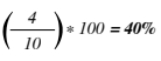 (4/10) * 100 = 40%